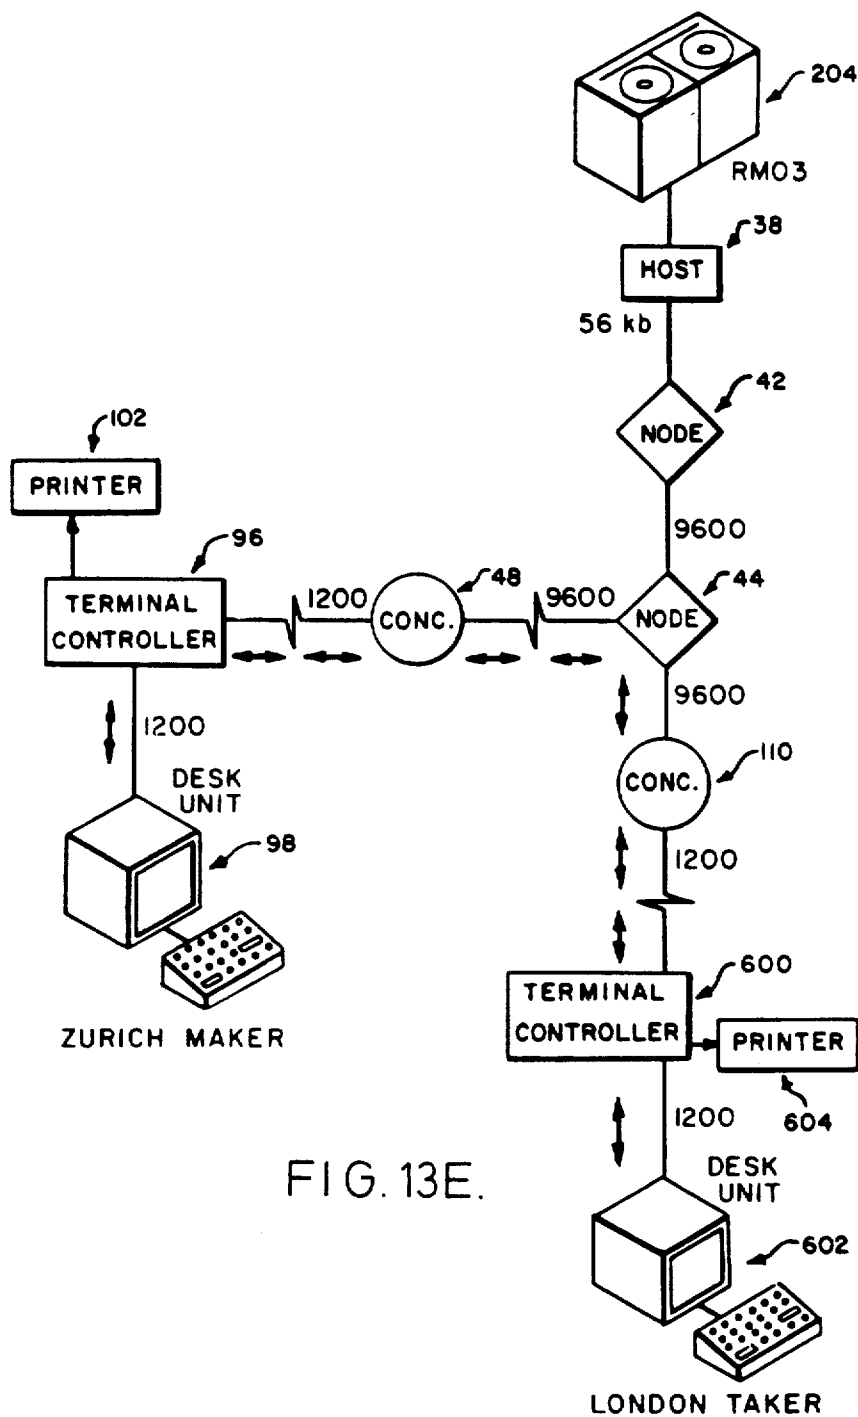 204
RM03
38
HOST
56 kb
42
NODE
102
PRINTER
9600
96
48
44
TERMINAL
CONTROLLER
1200
CONC.
9600
NODE
9600
1200
110
CONC.
DESK
UNIT
98
1200
600
TERMINAL
CONTROLLER
PRINTER
ZURICH MAKER
604
1200
FIG. 13E.
DESK
UNIT
602
LONDON TAKER